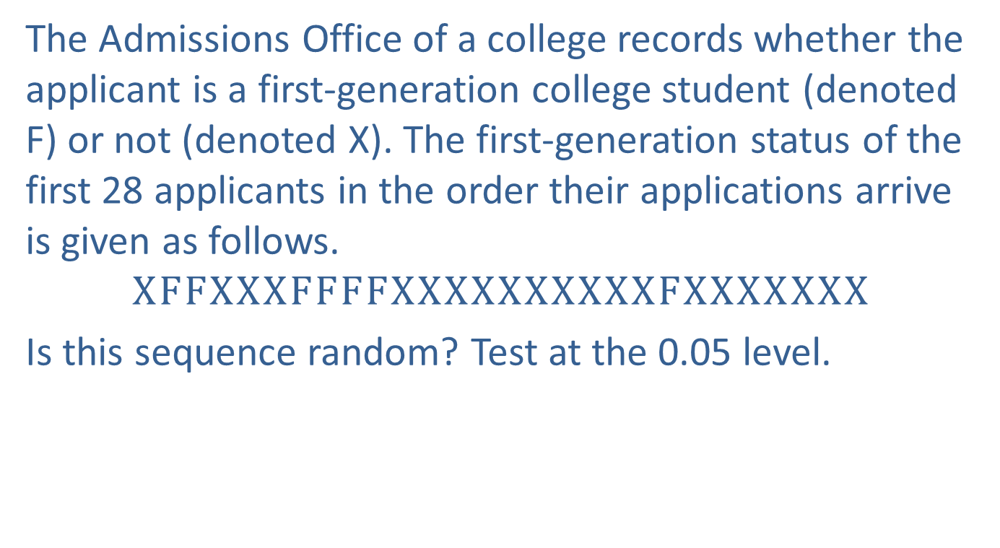 The Admissions Office of a college records whether the
applicant is a first-generation college student (denoted
F) or not (denoted X). The first-generation status of the
first 28 applicants in the order their applications arrive
is given as follows.
XFFXXXFFFFXXXXXXXXXXFXXXXXXX
Is this sequence random? Test at the 0.05 level.